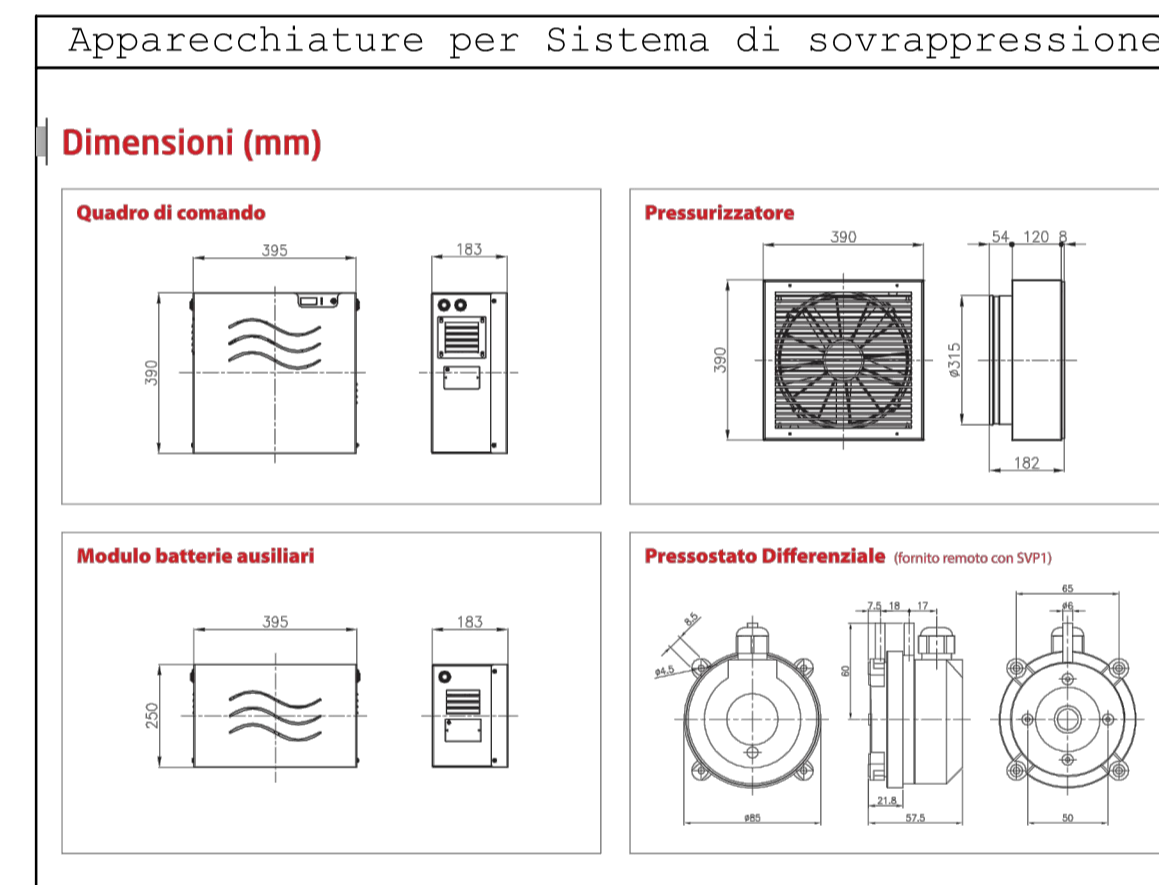 Apparecchiature per Sistema di sovrappressione
Dimensioni (mm)
Quadro di comando
395
183
390
Pressurizzatore
390
54 120 8
390
ø315
182
Modulo batterie ausiliari
395
183
250
Pressostato Differenziale (fornito remoto con SVP1)
8.5
ø4.5
ø85
7.5 18 17
60
21.8
57.5
65
ø6
50